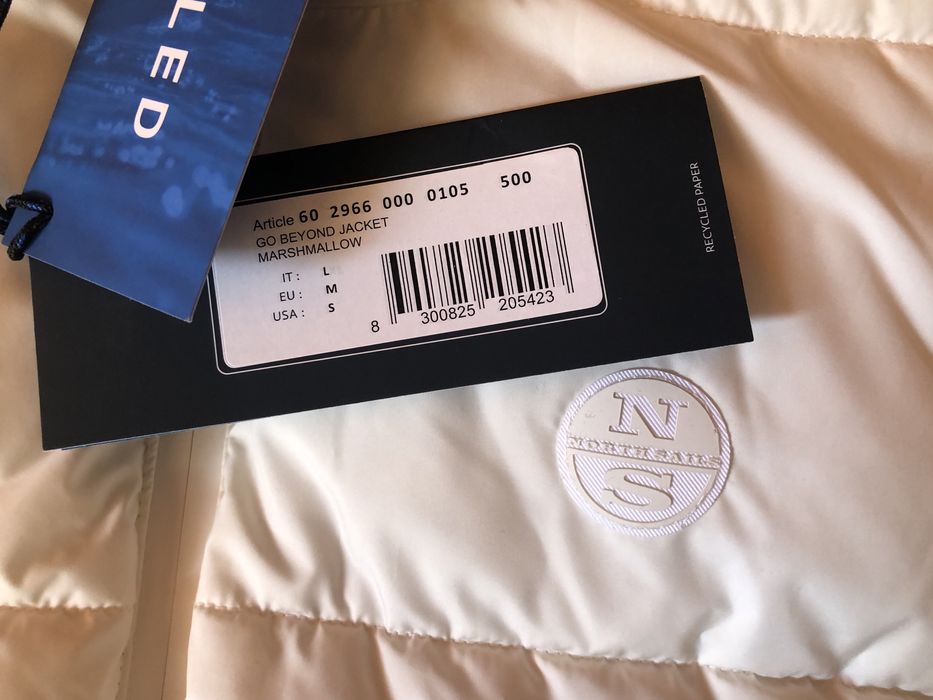 LED
Article 60 2966 000 0105 500
GO BEYOND JACKET
MARSHMALLOW
IT : L
EU : M
USA : S
8 300825 205423
RECYCLED PAPER
N
NORTH SAILS
S